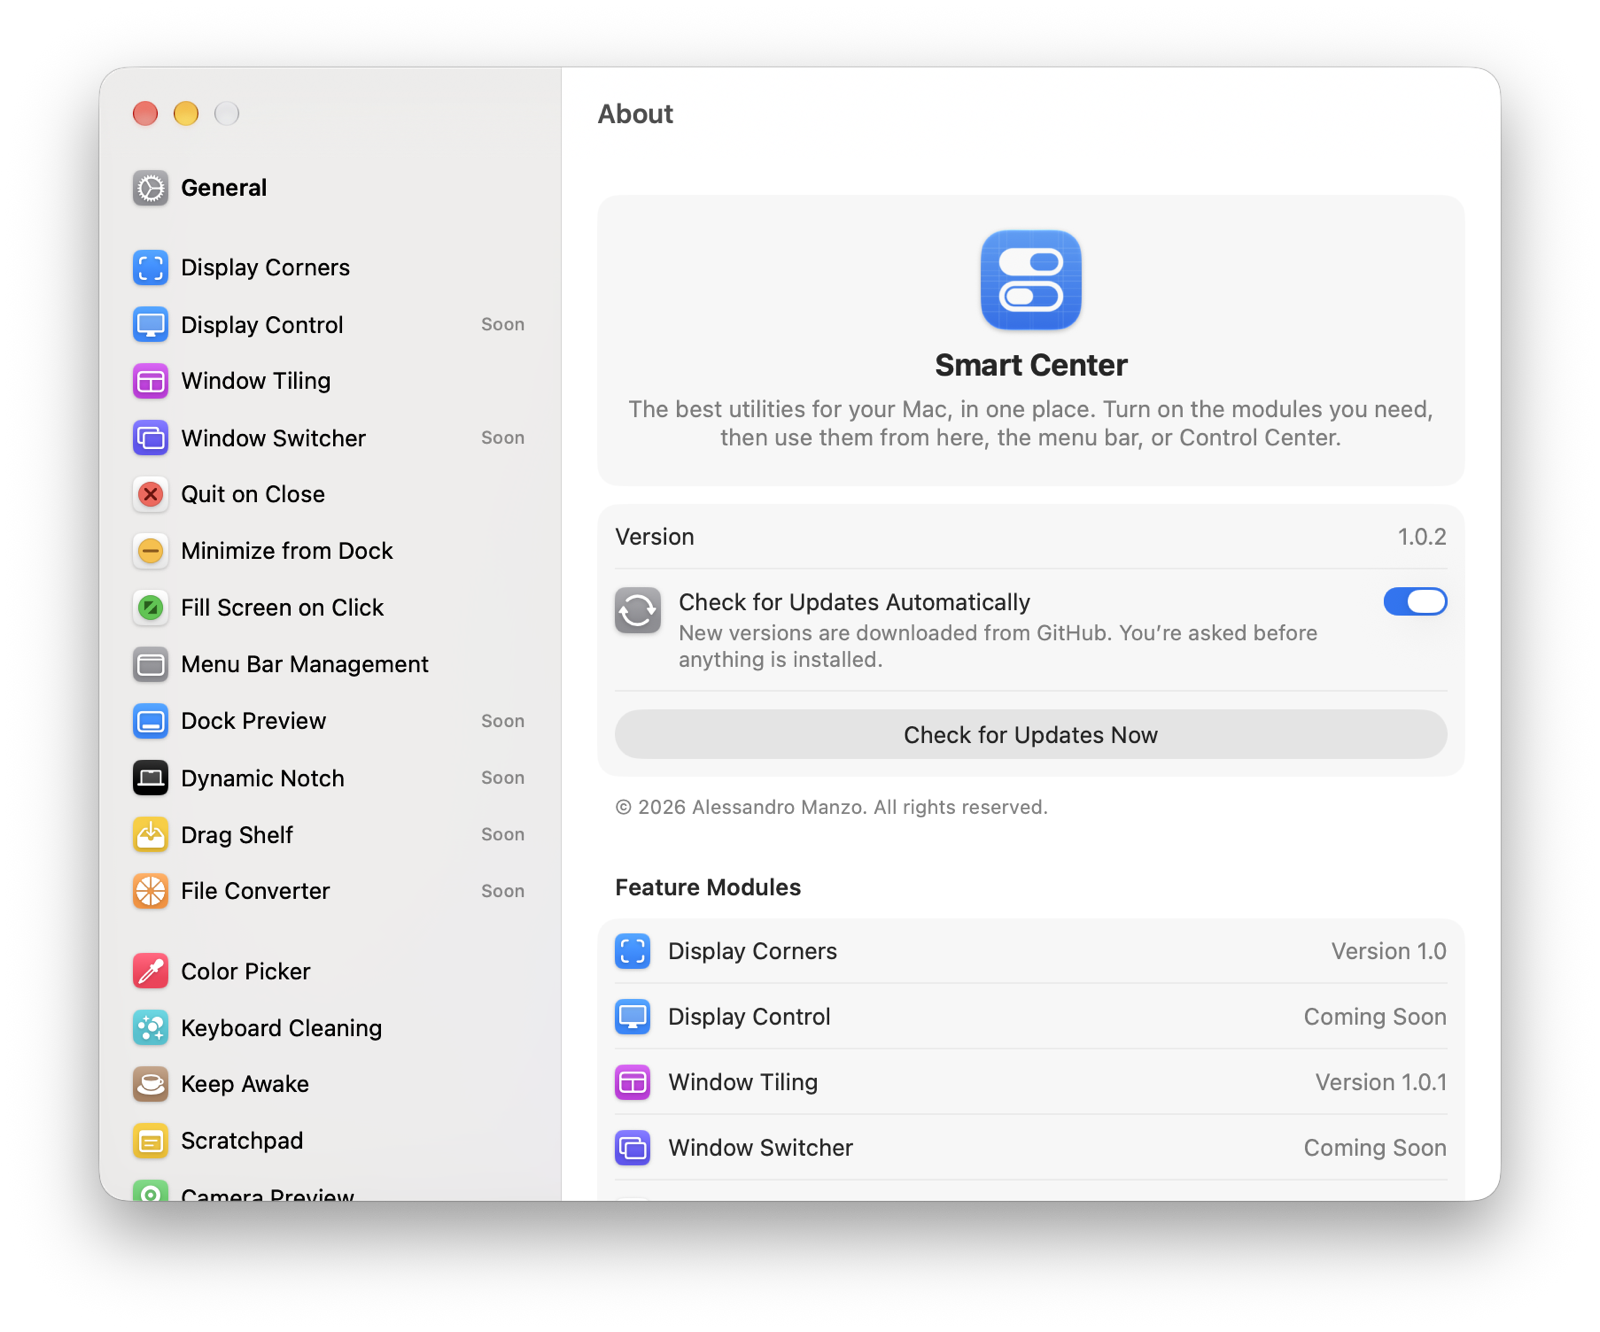 General
Display Corners
Display Control Soon
Window Tiling
Window Switcher Soon
Quit on Close
Minimize from Dock
Fill Screen on Click
Menu Bar Management
Dock Preview Soon
Dynamic Notch Soon
Drag Shelf Soon
File Converter Soon
Color Picker
Keyboard Cleaning
Keep Awake
Scratchpad
Camera Preview
About
Smart Center
The best utilities for your Mac, in one place. Turn on the modules you need,
then use them from here, the menu bar, or Control Center.
Version 1.0.2
Check for Updates Automatically
New versions are downloaded from GitHub. You’re asked before
anything is installed.
Check for Updates Now
© 2026 Alessandro Manzo. All rights reserved.
Feature Modules
Display Corners Version 1.0
Display Control Coming Soon
Window Tiling Version 1.0.1
Window Switcher Coming Soon